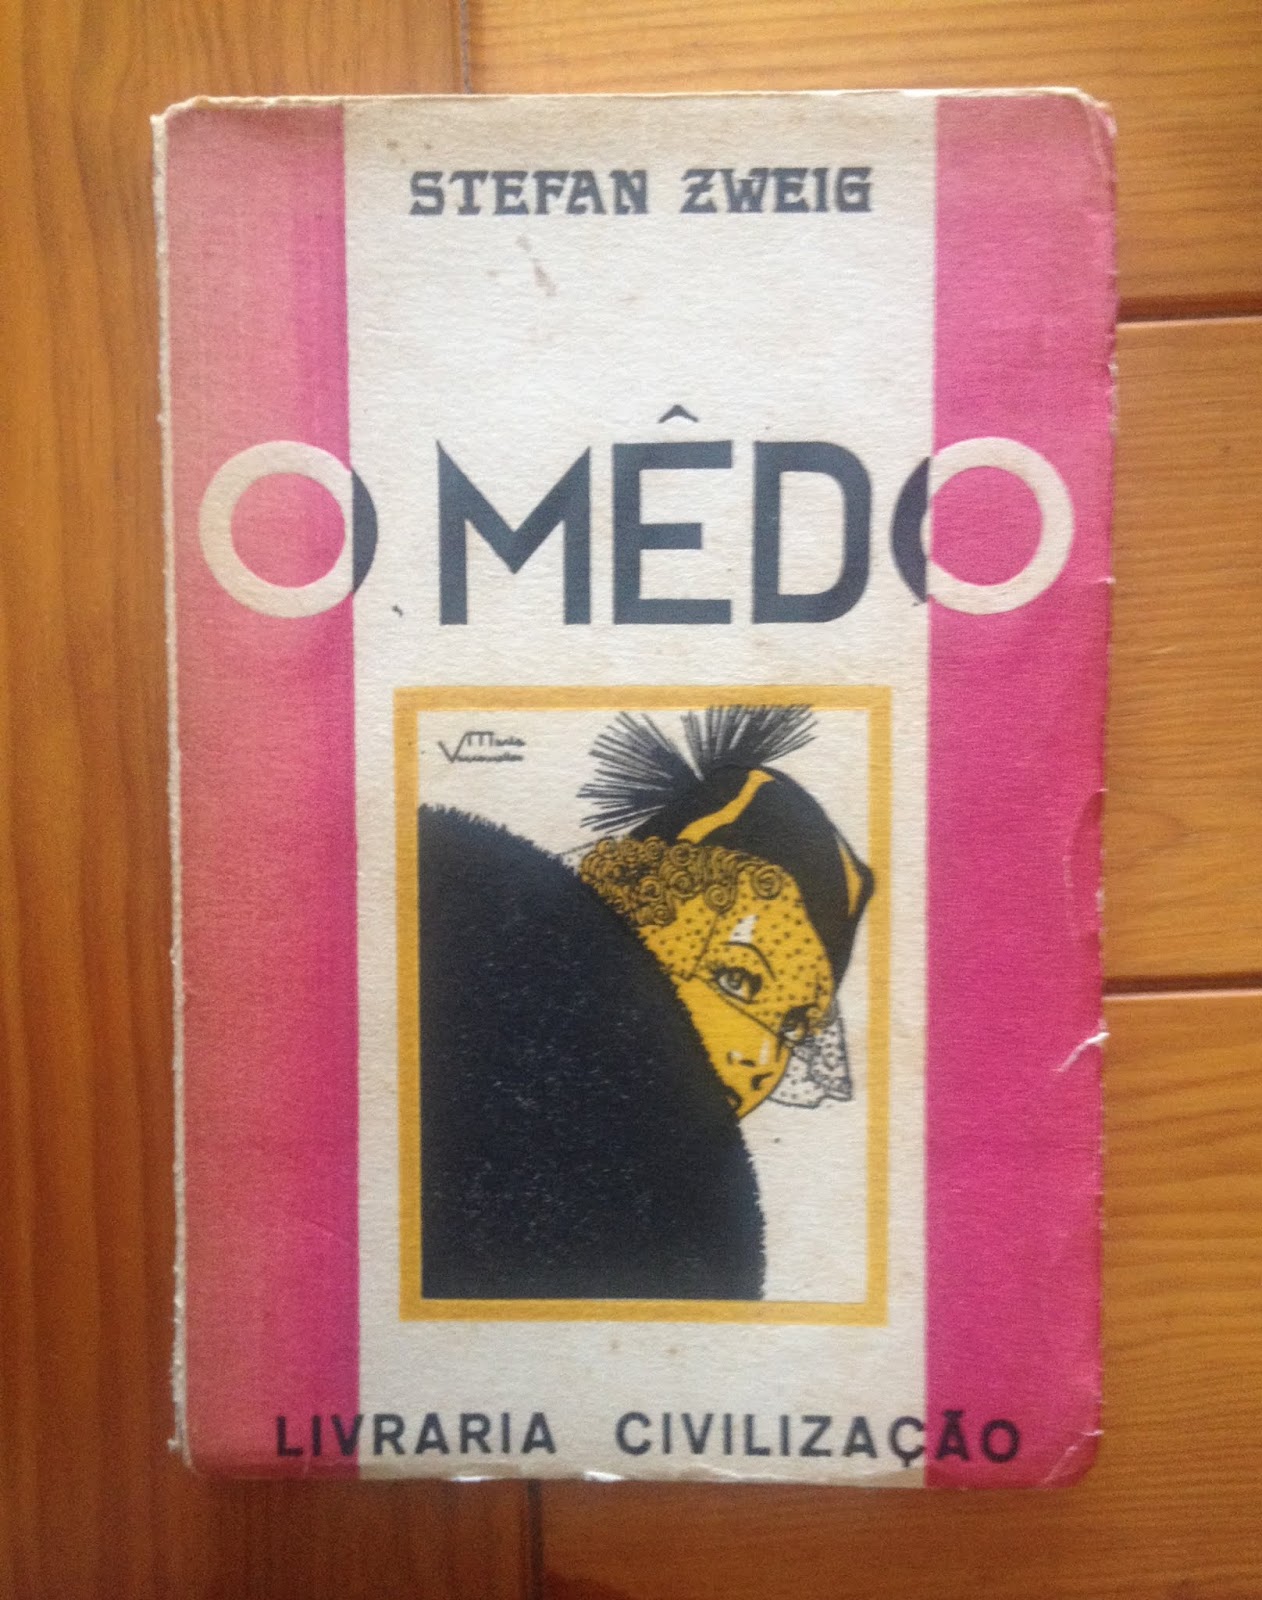 STEFAN ZWEIG
O MÊDO
LIVRARIA CIVILIZAÇÃO